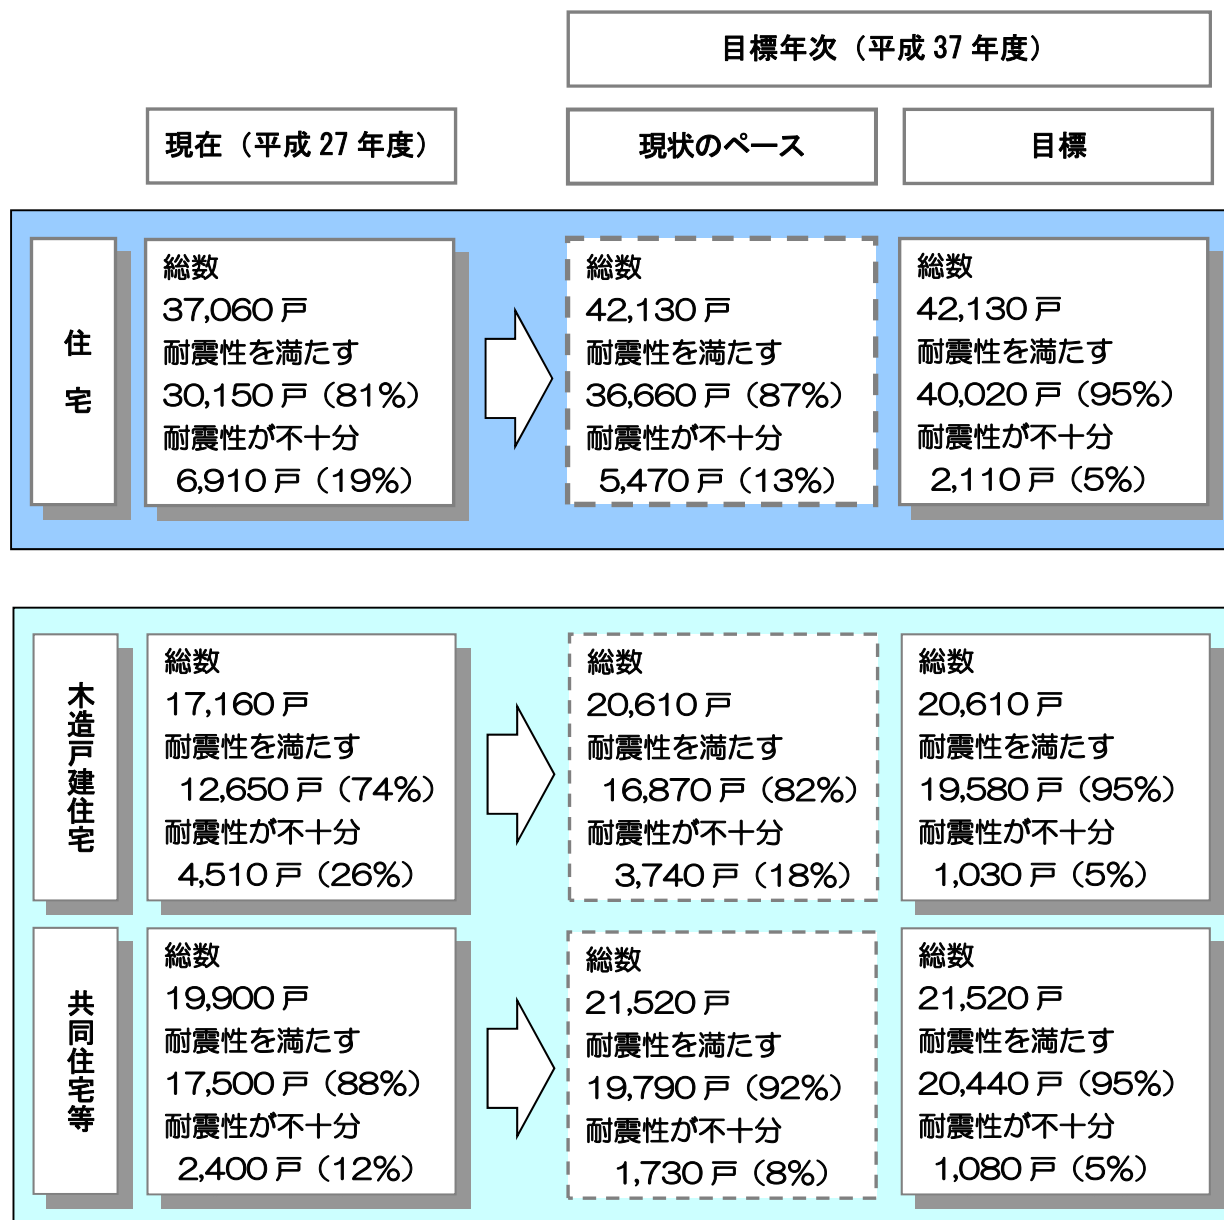 目標年次（平成 37 年度）
現在（平成 27 年度）
現状のペース
目標
住宅
総数
37,060 戸
耐震性を満たす
30,150 戸（81%）
耐震性が不十分
6,910 戸（19%）
総数
42,130 戸
耐震性を満たす
36,660 戸（87%）
耐震性が不十分
5,470 戸（13%）
総数
42,130 戸
耐震性を満たす
40,020 戸（95%）
耐震性が不十分
2,110 戸（5%）
木造戸建住宅
総数
17,160 戸
耐震性を満たす
12,650 戸（74%）
耐震性が不十分
4,510 戸（26%）
総数
20,610 戸
耐震性を満たす
16,870 戸（82%）
耐震性が不十分
3,740 戸（18%）
総数
20,610 戸
耐震性を満たす
19,580 戸（95%）
耐震性が不十分
1,030 戸（5%）
共同住宅等
総数
19,900 戸
耐震性を満たす
17,500 戸（88%）
耐震性が不十分
2,400 戸（12%）
総数
21,520 戸
耐震性を満たす
19,790 戸（92%）
耐震性が不十分
1,730 戸（8%）
総数
21,520 戸
耐震性を満たす
20,440 戸（95%）
耐震性が不十分
1,080 戸（5%）